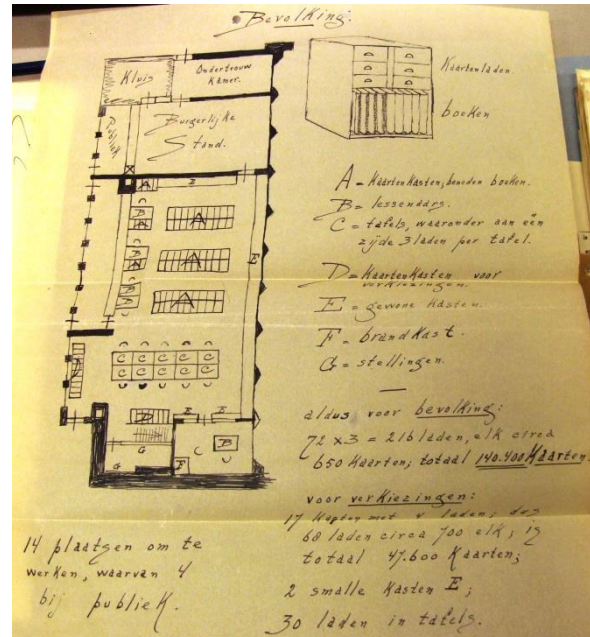 Bevolking.
Kluis
Ondertrouw
Kamer.
Publiek
Burgerlijke
Stand.
Kaartenladen.
boeken
A = Kaartenkasten, beneden boeken.
B = lessenaars.
C = tafels, waaronder aan eén
zijde 3 laden per tafel.
D = Kaartenkasten voor
verkiezingen.
E = gewone kasten.
F = brandkast.
G = stellingen.
A
E
B
A
B
A
E
B
A
C C C C C
C C C C C
D
D
E E
G
C
B
G
F
aldus voor bevolking:
72 x 3 = 216 laden, elk circa
650 Kaarten; totaal 140.400 Kaarten.
voor verkiezingen:
17 Kasten met 4 laden; dus
68 laden circa 700 elk; is
totaal 47.600 Kaarten;
2 smalle Kasten E;
30 laden in tafels.
14 plaatsen om te
werken, waarvan 4
bij publieK.